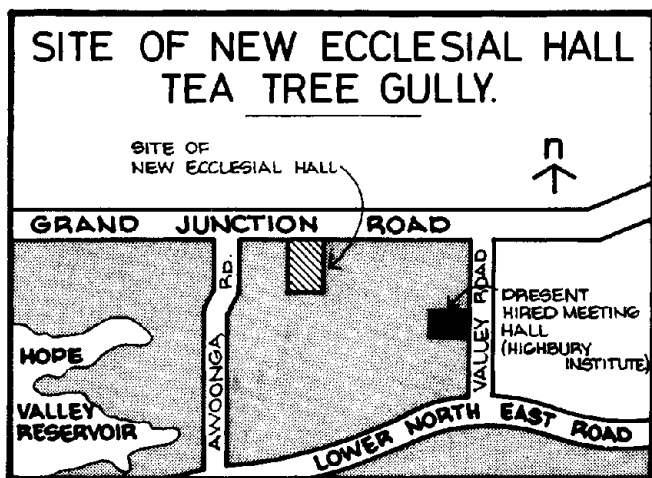 SITE OF NEW ECCLESIAL HALL
TEA TREE GULLY.
SITE OF
NEW ECCLESIAL HALL
n
GRAND JUNCTION ROAD
AWOONGA RD.
VALLEY ROAD
PRESENT
HIRED MEETING
HALL
(HIGHBURY
INSTITUTE)
HOPE
VALLEY
RESERVOIR
LOWER NORTH EAST ROAD